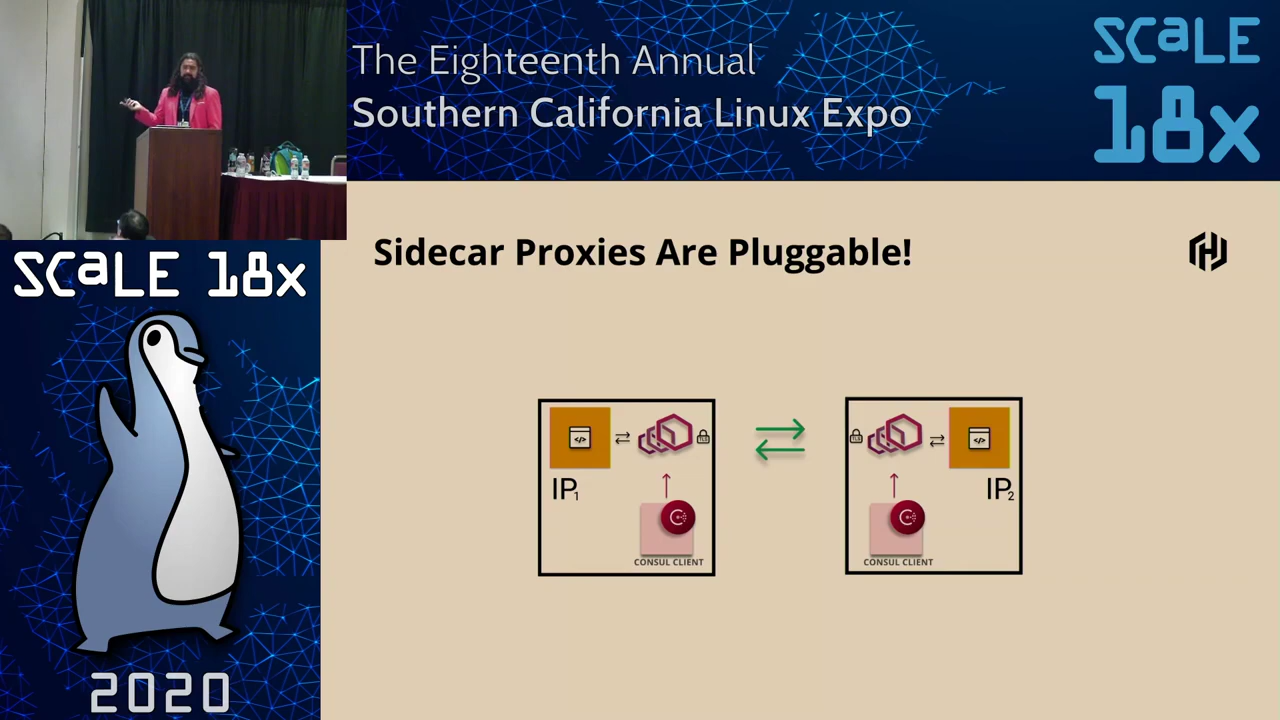 The Eighteenth Annual
Southern California Linux Expo
SCaLE
18x
SCaLE 18x
2020
Sidecar Proxies Are Pluggable!
</>
IP1
CONSUL CLIENT
</>
IP2
CONSUL CLIENT